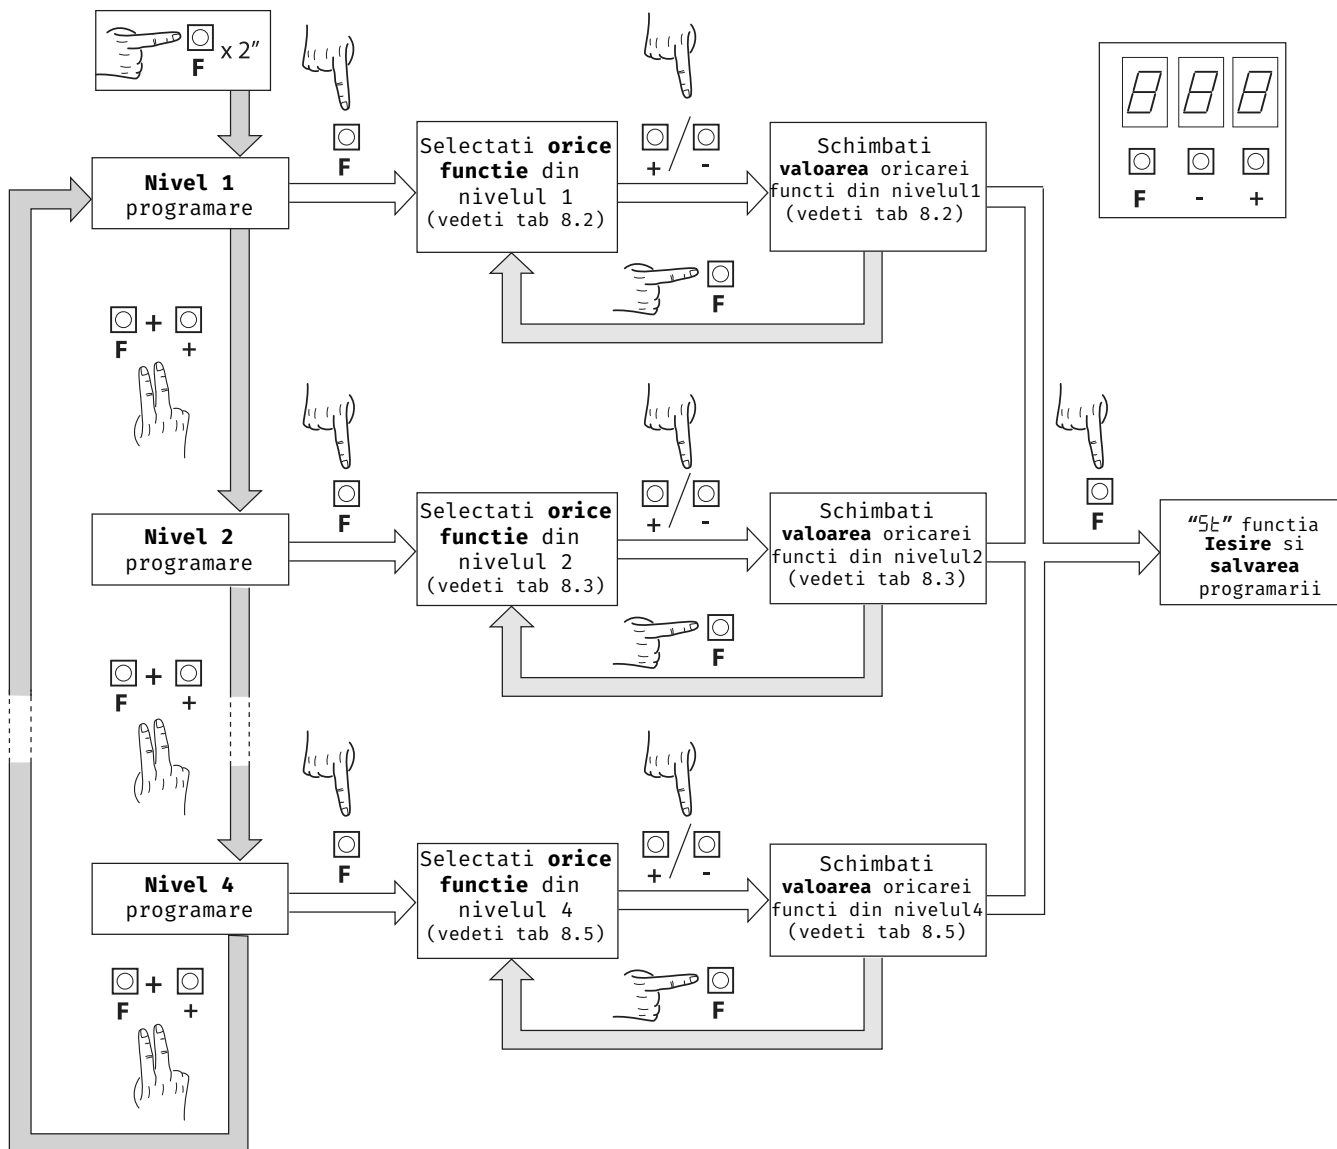 F x 2”
F
+ / -
F - +
Nivel 1
programare
Selectati orice
functie din
nivelul 1
(vedeti tab 8.2)
Schimbati
valoarea oricarei
functi din nivelul1
(vedeti tab 8.2)
F
F + +
F
+ / -
Nivel 2
programare
Selectati orice
functie din
nivelul 2
(vedeti tab 8.3)
Schimbati
valoarea oricarei
functi din nivelul2
(vedeti tab 8.3)
F
“St” functia
Iesire si
salvarea
programarii
F
F + +
F
+ / -
Nivel 4
programare
Selectati orice
functie din
nivelul 4
(vedeti tab 8.5)
Schimbati
valoarea oricarei
functi din nivelul4
(vedeti tab 8.5)
F
F + +